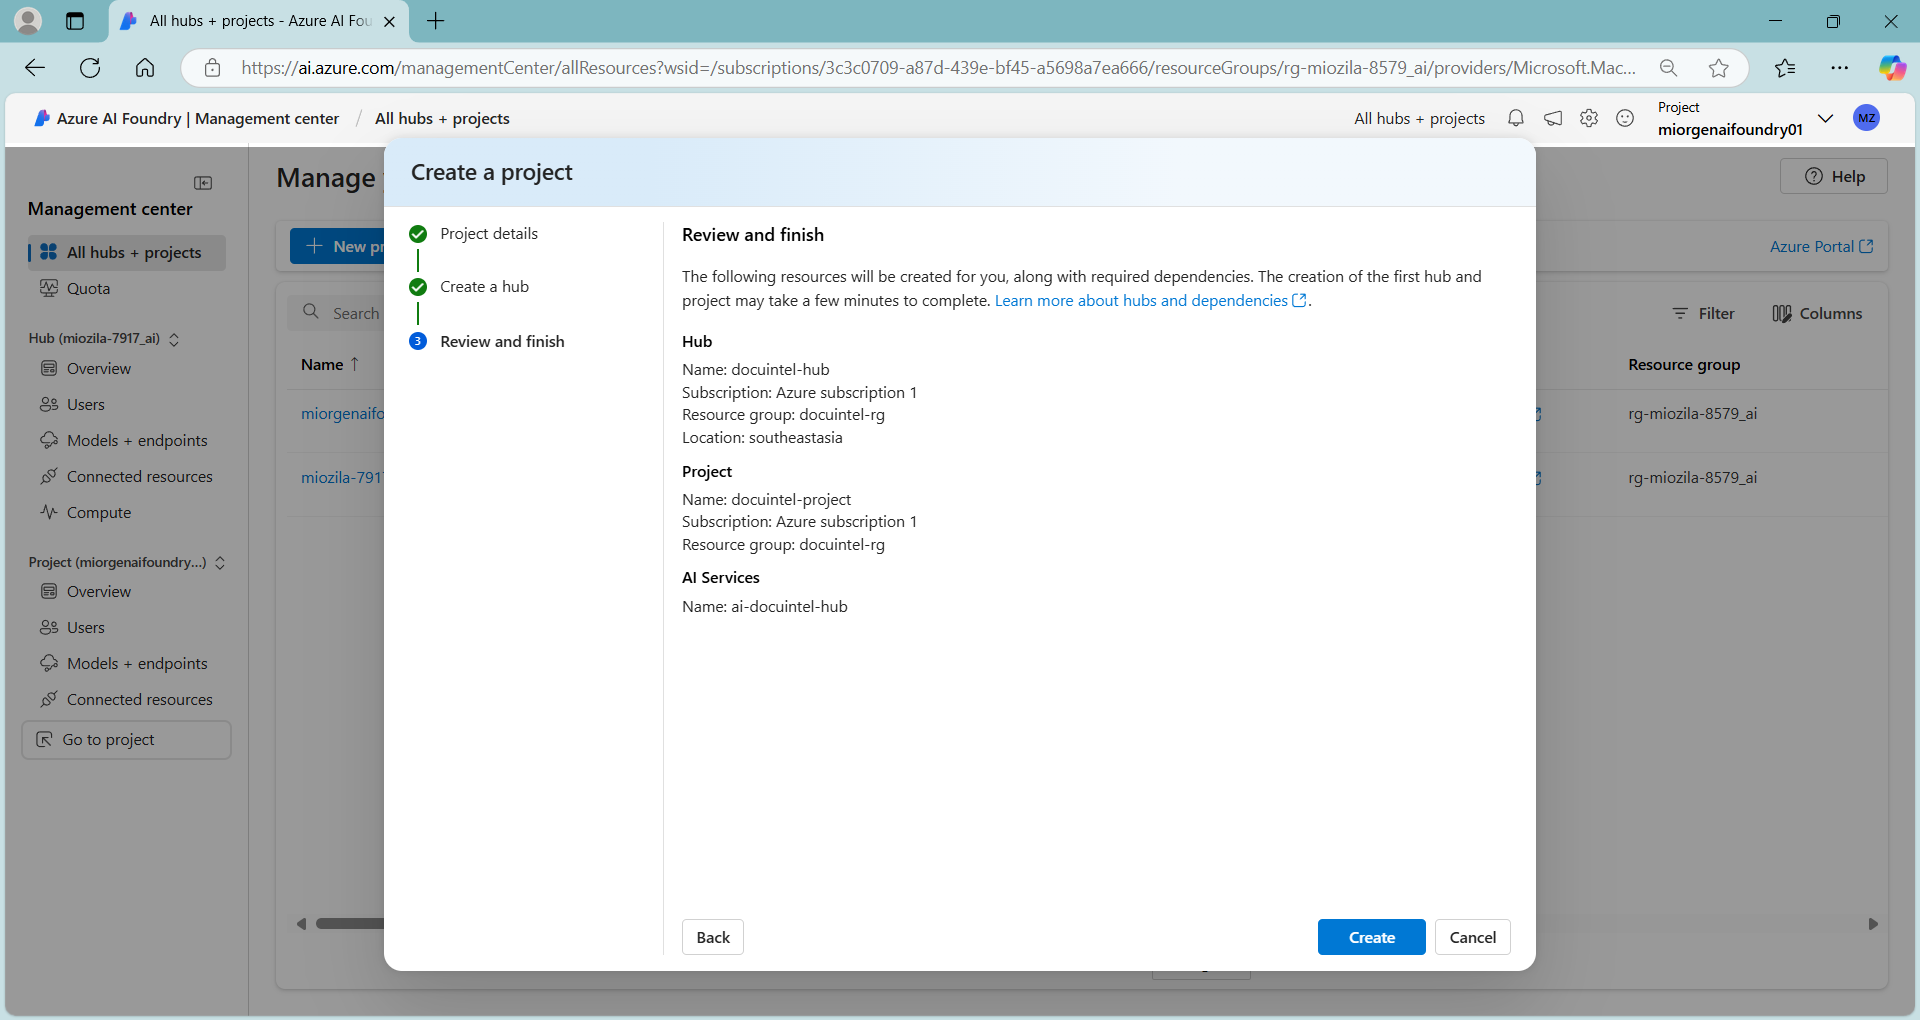 All hubs + projects - Azure AI Fou
https://ai.azure.com/managementCenter/allResources?wsid=/subscriptions/3c3c0709-a87d-439e-bf45-a5698a7ea666/resourceGroups/rg-miozila-8579_ai/providers/Microsoft.Mac...
Azure AI Foundry | Management center / All hubs + projects
All hubs + projects
Project
miorgenaifoundry01
MZ
Management center
All hubs + projects
Quota
Hub (miozila-7917_ai)
Overview
Users
Models + endpoints
Connected resources
Compute
Project (miorgenaifoundry...)
Overview
Users
Models + endpoints
Connected resources
Go to project
Manage
Help
New pr
Azure Portal
Search
Filter
Columns
Name ↑
Resource group
miorgenaifo
rg-miozila-8579_ai
miozila-791
rg-miozila-8579_ai
Create a project
Project details
Create a hub
3 Review and finish
Review and finish
The following resources will be created for you, along with required dependencies. The creation of the first hub and
project may take a few minutes to complete. Learn more about hubs and dependencies.
Hub
Name: docuintel-hub
Subscription: Azure subscription 1
Resource group: docuintel-rg
Location: southeastasia
Project
Name: docuintel-project
Subscription: Azure subscription 1
Resource group: docuintel-rg
AI Services
Name: ai-docuintel-hub
Back
Create
Cancel